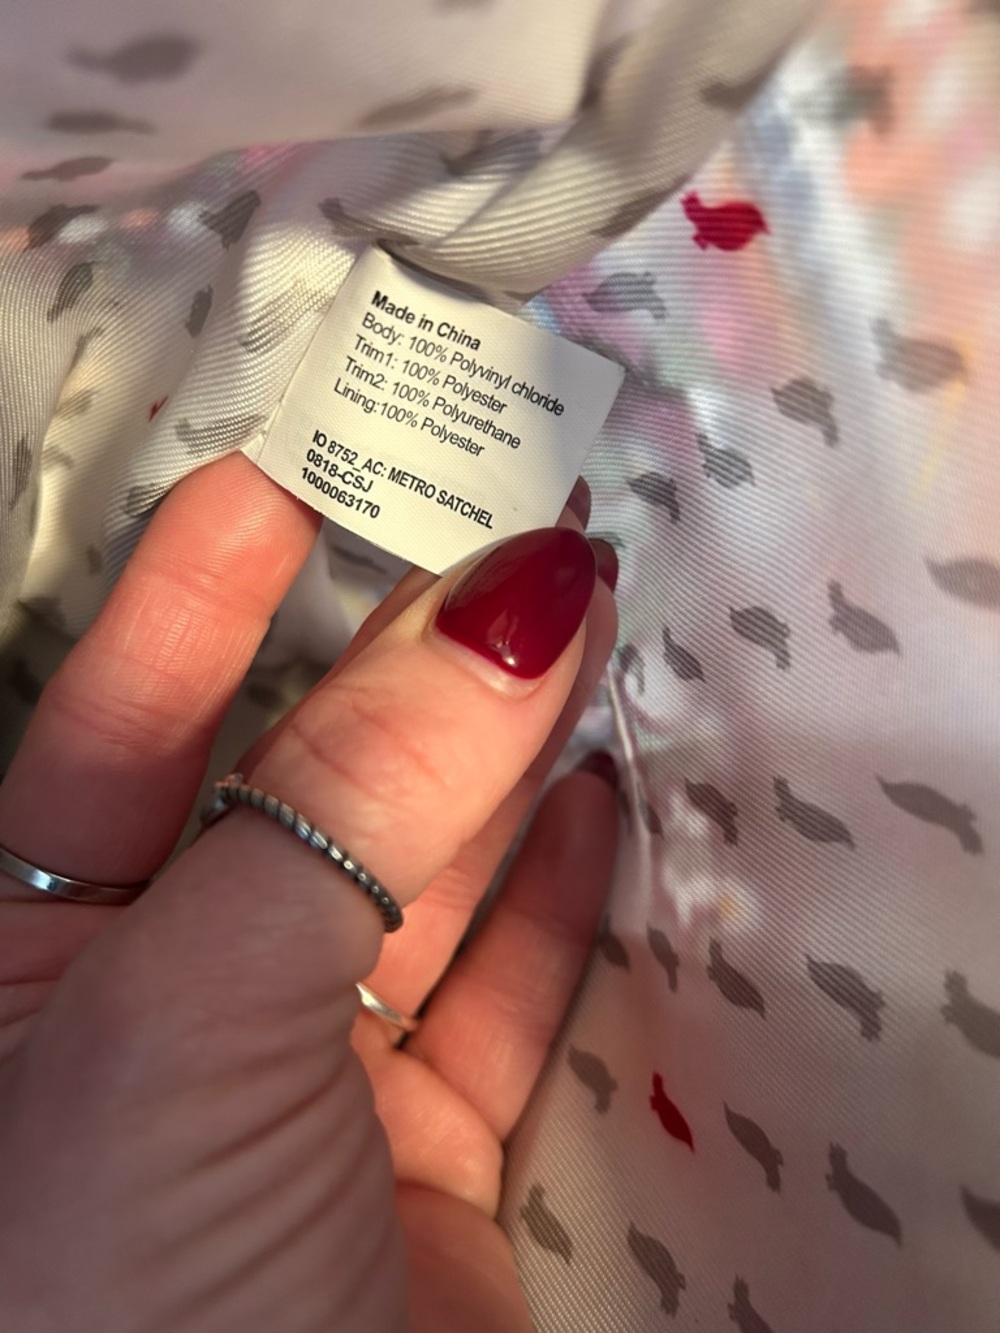 Made in China
Body: 100% Polyvinyl chloride
Trim1: 100% Polyester
Trim2: 100% Polyurethane
Lining:100% Polyester
IO 8752_AC: METRO SATCHEL
0818-CSJ
1000063170